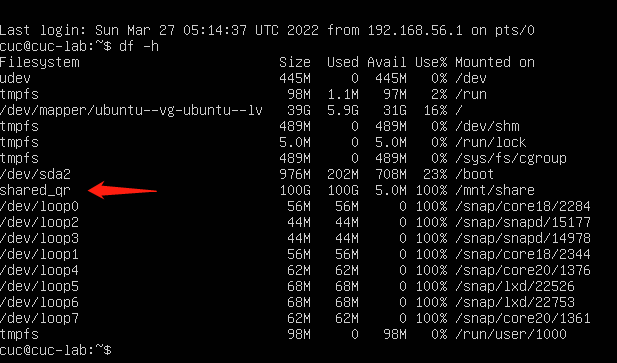 Last login: Sun Mar 27 05:14:37 UTC 2022 from 192.168.56.1 on pts/0
cuc@cuc-lab:~$ df -h
Filesystem                         Size  Used Avail Use% Mounted on
udev                               445M     0  445M   0% /dev
tmpfs                               98M  1.1M   97M   2% /run
/dev/mapper/ubuntu--vg-ubuntu--lv   39G  5.9G   31G  16% /
tmpfs                              489M     0  489M   0% /dev/shm
tmpfs                              5.0M     0  5.0M   0% /run/lock
tmpfs                              489M     0  489M   0% /sys/fs/cgroup
/dev/sda2                          976M  202M  708M  23% /boot
shared_qr                          100G  100G  5.0M 100% /mnt/share
/dev/loop0                          56M   56M     0 100% /snap/core18/2284
/dev/loop2                          44M   44M     0 100% /snap/snapd/15177
/dev/loop3                          44M   44M     0 100% /snap/snapd/14978
/dev/loop1                          56M   56M     0 100% /snap/core18/2344
/dev/loop4                          62M   62M     0 100% /snap/core20/1376
/dev/loop5                          68M   68M     0 100% /snap/lxd/22526
/dev/loop6                          68M   68M     0 100% /snap/lxd/22753
/dev/loop7                          62M   62M     0 100% /snap/core20/1361
tmpfs                               98M     0   98M   0% /run/user/1000
cuc@cuc-lab:~$